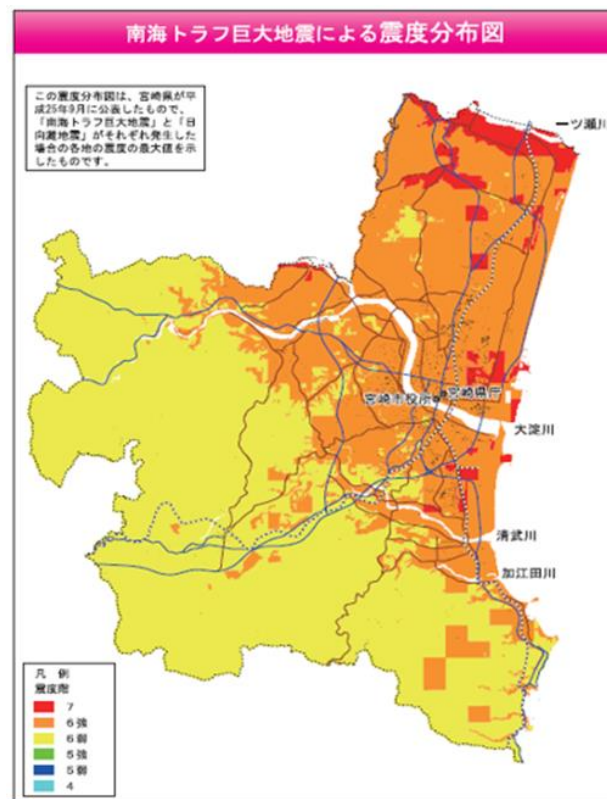 南海トラフ巨大地震による震度分布図
この震度分布図は、宮崎県が平
成25年9月に公表したもので、
「南海トラフ巨大地震」と「日
向灘地震」がそれぞれ発生した
場合の各地の震度の最大値を示
したものです。
一ツ瀬川
宮崎市役所
宮崎県庁
大淀川
清武川
加江田川
凡 例
震度階
7
6強
6弱
5強
5弱
4